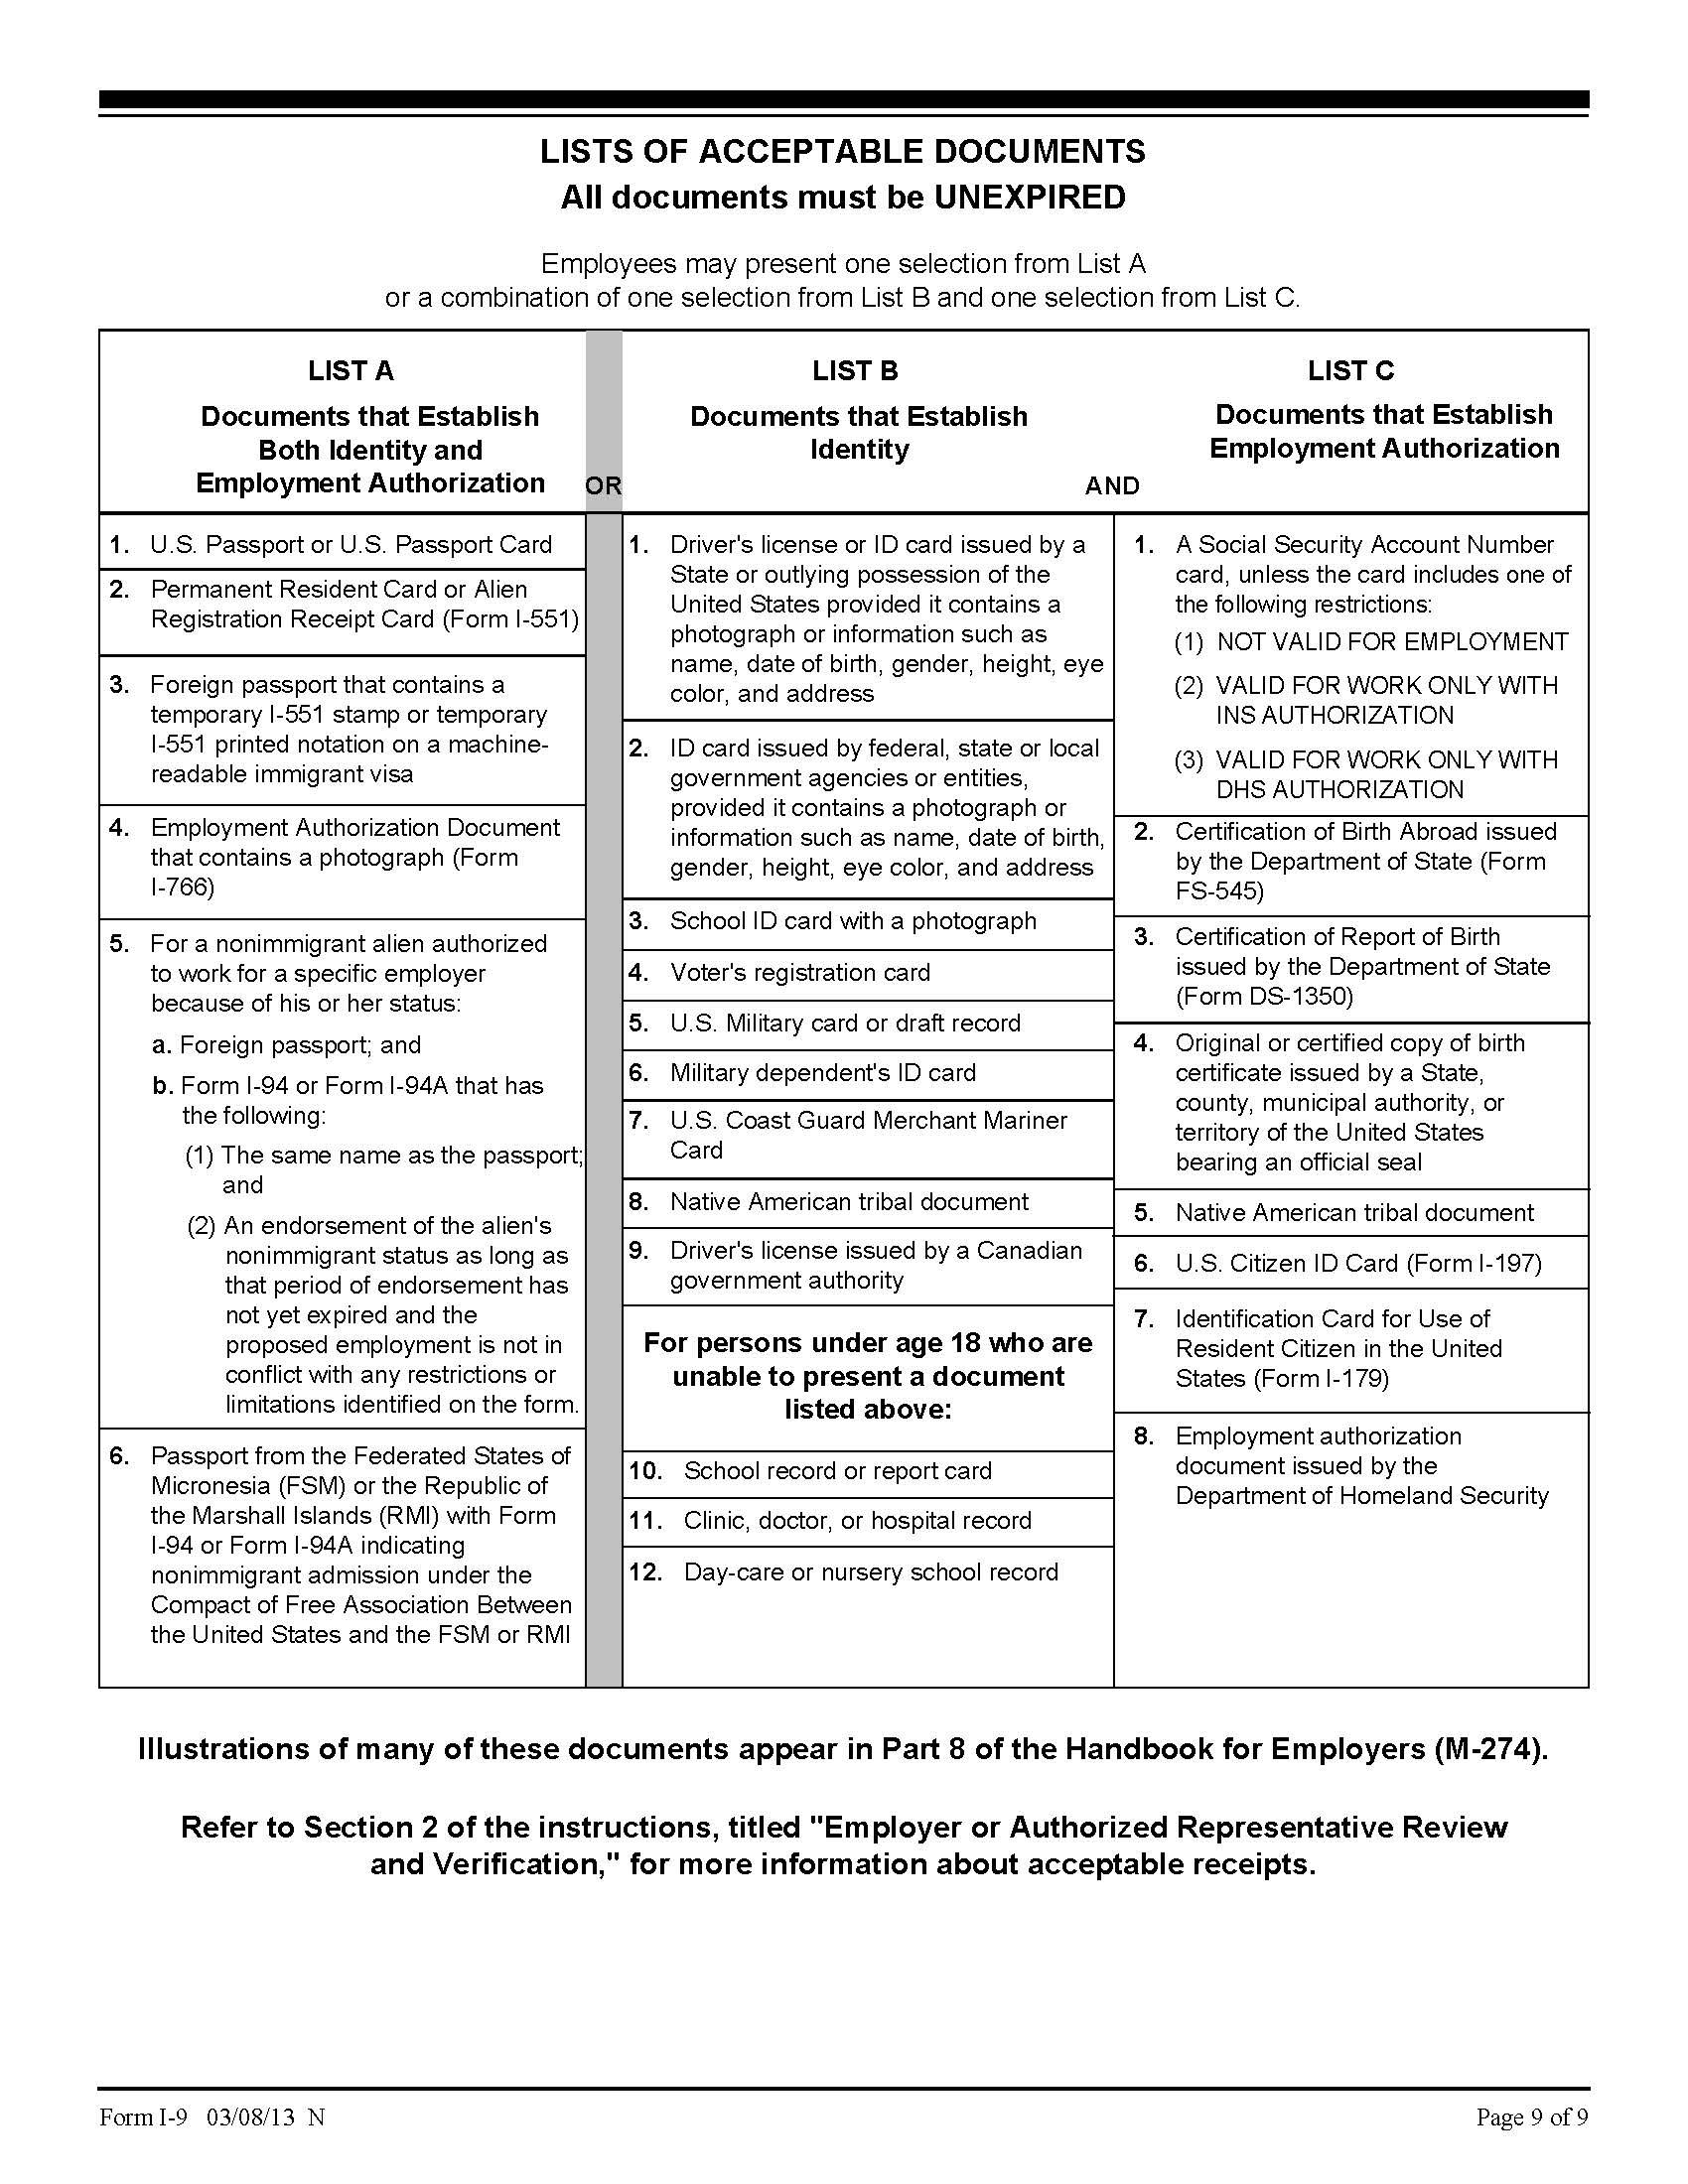 LISTS OF ACCEPTABLE DOCUMENTS
All documents must be UNEXPIRED
Employees may present one selection from List A
or a combination of one selection from List B and one selection from List C.
LIST A
Documents that Establish
Both Identity and
Employment Authorization
OR
LIST B
Documents that Establish
Identity
AND
LIST C
Documents that Establish
Employment Authorization
1. U.S. Passport or U.S. Passport Card
2. Permanent Resident Card or Alien
Registration Receipt Card (Form I-551)
3. Foreign passport that contains a
temporary I-551 stamp or temporary
I-551 printed notation on a machine-
readable immigrant visa
4. Employment Authorization Document
that contains a photograph (Form
I-766)
5. For a nonimmigrant alien authorized
to work for a specific employer
because of his or her status:
a. Foreign passport; and
b. Form I-94 or Form I-94A that has
the following:
(1) The same name as the passport;
and
(2) An endorsement of the alien's
nonimmigrant status as long as
that period of endorsement has
not yet expired and the
proposed employment is not in
conflict with any restrictions or
limitations identified on the form.
6. Passport from the Federated States of
Micronesia (FSM) or the Republic of
the Marshall Islands (RMI) with Form
I-94 or Form I-94A indicating
nonimmigrant admission under the
Compact of Free Association Between
the United States and the FSM or RMI
1. Driver's license or ID card issued by a
State or outlying possession of the
United States provided it contains a
photograph or information such as
name, date of birth, gender, height, eye
color, and address
2. ID card issued by federal, state or local
government agencies or entities,
provided it contains a photograph or
information such as name, date of birth,
gender, height, eye color, and address
3. School ID card with a photograph
4. Voter's registration card
5. U.S. Military card or draft record
6. Military dependent's ID card
7. U.S. Coast Guard Merchant Mariner
Card
8. Native American tribal document
9. Driver's license issued by a Canadian
government authority
For persons under age 18 who are
unable to present a document
listed above:
10. School record or report card
11. Clinic, doctor, or hospital record
12. Day-care or nursery school record
1. A Social Security Account Number
card, unless the card includes one of
the following restrictions:
(1) NOT VALID FOR EMPLOYMENT
(2) VALID FOR WORK ONLY WITH
INS AUTHORIZATION
(3) VALID FOR WORK ONLY WITH
DHS AUTHORIZATION
2. Certification of Birth Abroad issued
by the Department of State (Form
FS-545)
3. Certification of Report of Birth
issued by the Department of State
(Form DS-1350)
4. Original or certified copy of birth
certificate issued by a State,
county, municipal authority, or
territory of the United States
bearing an official seal
5. Native American tribal document
6. U.S. Citizen ID Card (Form I-197)
7. Identification Card for Use of
Resident Citizen in the United
States (Form I-179)
8. Employment authorization
document issued by the
Department of Homeland Security
Illustrations of many of these documents appear in Part 8 of the Handbook for Employers (M-274).
Refer to Section 2 of the instructions, titled "Employer or Authorized Representative Review
and Verification," for more information about acceptable receipts.
Form I-9 03/08/13 N
Page 9 of 9